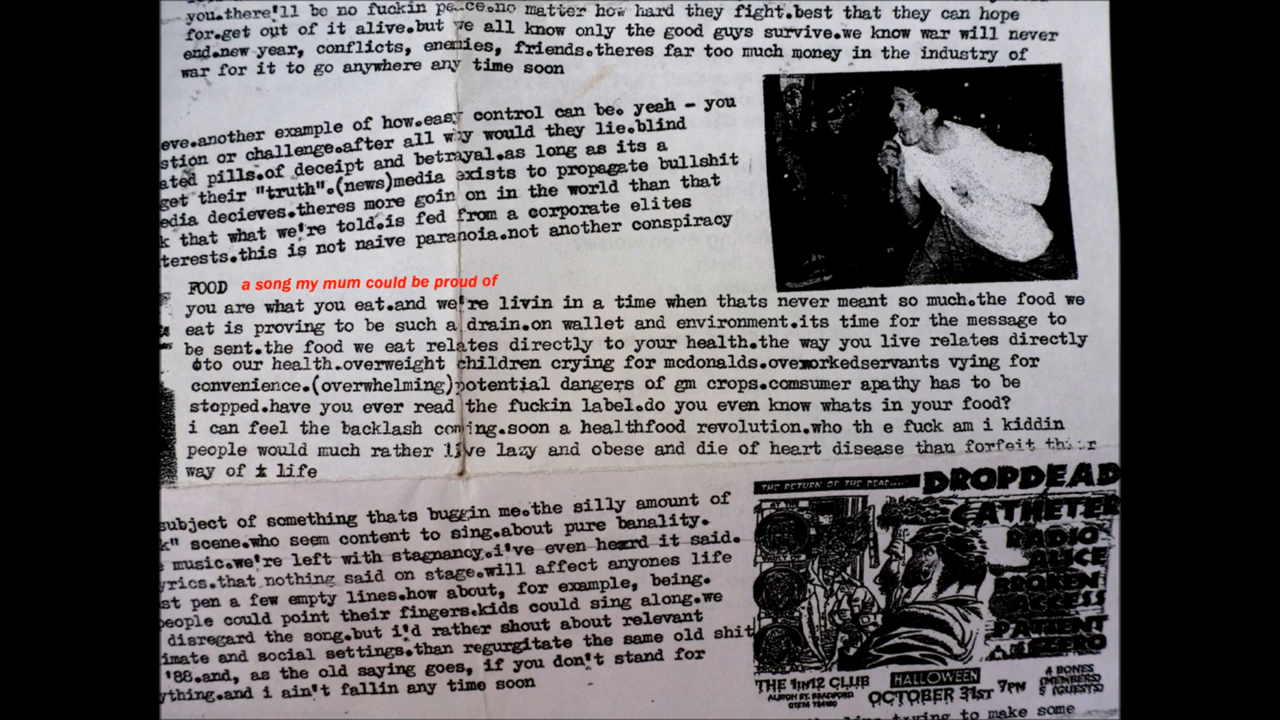 you.there'll be no fuckin peace.no matter how hard they fight.best that they can hope
for.get out of it alive.but we all know only the good guys survive.we know war will never
end.new year, conflicts, enemies, friends.theres far too much money in the industry of
war for it to go anywhere any time soon
eve.another example of how.easy control can be. yeah - you
stion or challenge.after all why would they lie.blind
ated pills.of deceipt and betrayal.as long as its a
get their "truth".(news)media exists to propagate bullshit
edia decieves.theres more goin on in the world than that
k that what we're told.is fed from a corporate elites
terests.this is not naive paranoia.not another conspiracy
FOOD a song my mum could be proud of
you are what you eat.and we're livin in a time when thats never meant so much.the food we
eat is proving to be such a drain.on wallet and environment.its time for the message to
be sent.the food we eat relates directly to your health.the way you live relates directly
to our health.overweight children crying for mcdonalds.oveworkedservants vying for
convenience.(overwhelming)potential dangers of gm crops.comsumer apathy has to be
stopped.have you ever read the fuckin label.do you even know whats in your food?
i can feel the backlash coming.soon a healthfood revolution.who th e fuck am i kiddin
people would much rather live lazy and obese and die of heart disease than forfeit their
way of life
subject of something thats buggin me.the silly amount of
k" scene.who seem content to sing.about pure banality.
music.we're left with stagnancy.i've even heard it said.
yrics.that nothing said on stage.will affect anyones life
st pen a few empty lines.how about, for example, being.
people could point their fingers.kids could sing along.we
disregard the song.but i'd rather shout about relevant
imate and social settings.than regurgitate the same old shit
'88.and, as the old saying goes, if you don't stand for
ything.and i ain't fallin any time soon
THE RETURN OF THE DEAD.....
DROPDEAD
CATHETER
RADIO
ALICE
BROKEN
PATIENT
THE 1in12 CLUB
ALBION ST. BRADFORD
HALLOWEEN
OCTOBER 31ST 7PM
4 BONES
(MEMBERS)
5 (GUESTS)
trying to make some